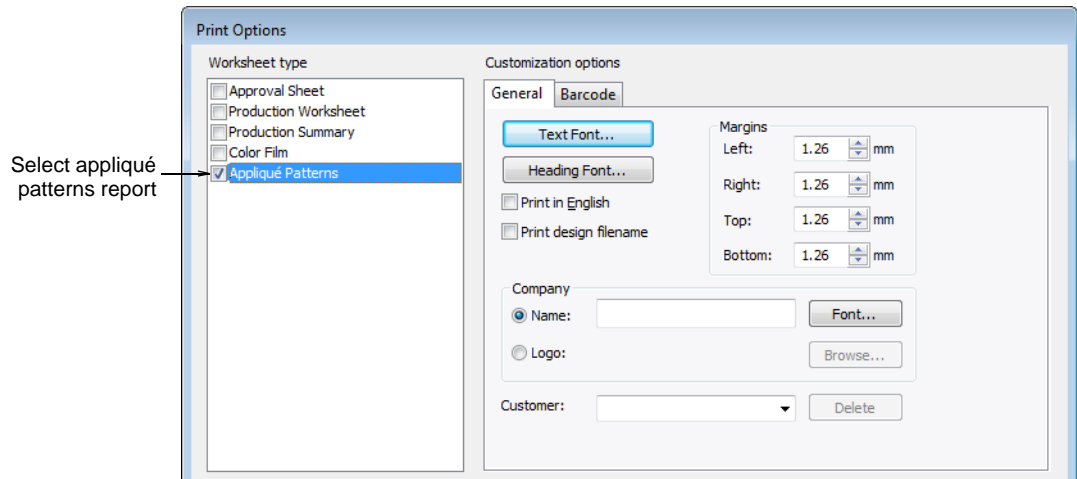 Print Options
Worksheet type
Approval Sheet
Production Worksheet
Production Summary
Color Film
Appliqué Patterns
Select appliqué
patterns report
Customization options
General Barcode
Text Font...
Heading Font...
Print in English
Print design filename
Margins
Left: 1.26 mm
Right: 1.26 mm
Top: 1.26 mm
Bottom: 1.26 mm
Company
Name: Font...
Logo: Browse...
Customer: Delete